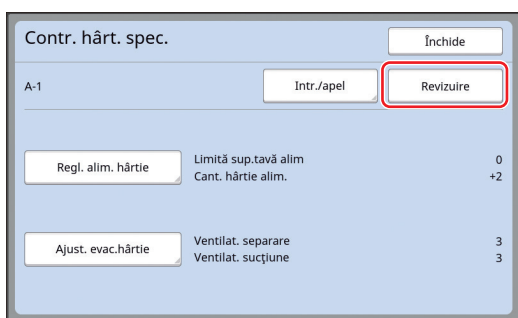 Contr. hârt. spec.
Închide
A-1
Intr./apel
Revizuire
Regl. alim. hârtie
Limită sup.tavă alim 0
Cant. hârtie alim. +2
Ajust. evac.hârtie
Ventilat. separare 3
Ventilat. sucţiune 3